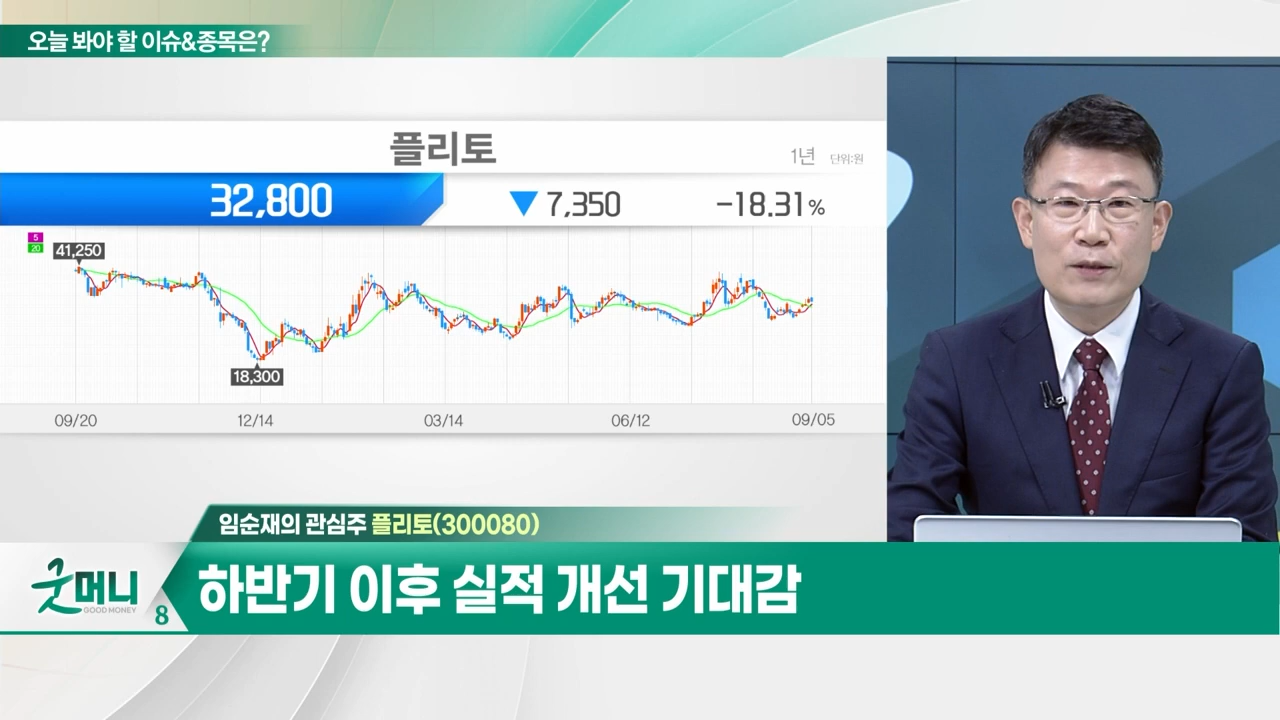 오늘 봐야 할 이슈&종목은?
플리토
1년 단위:원
32,800 ▼ 7,350 -18.31%
5
20
41,250
18,300
09/20 12/14 03/14 06/12 09/05
임순재의 관심주 플리토(300080)
굿머니
GOOD MONEY
8
하반기 이후 실적 개선 기대감